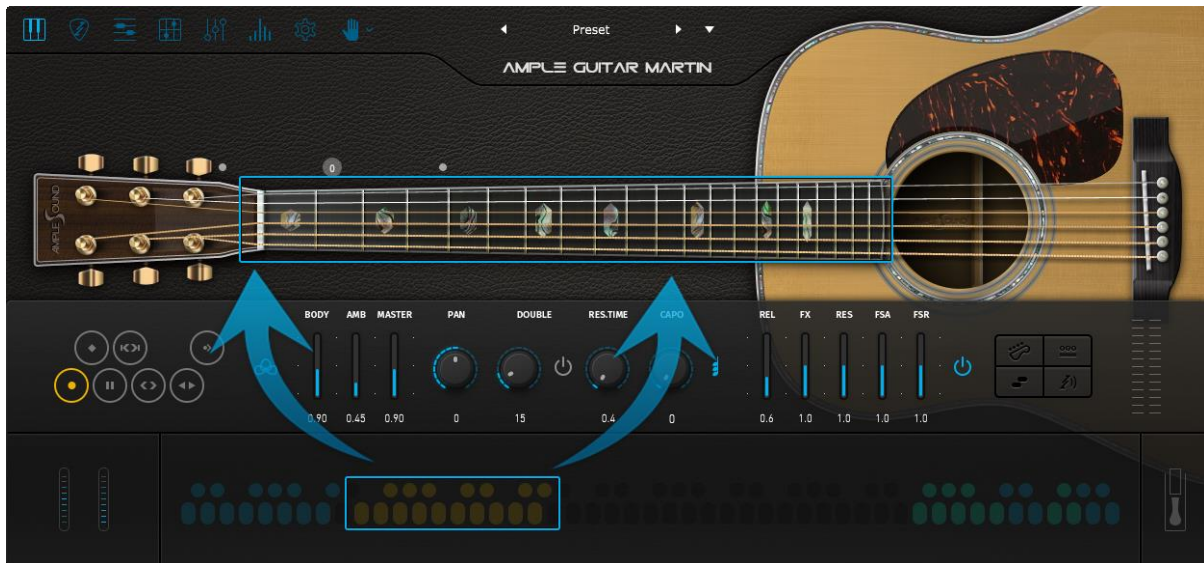 Preset
AMPLE GUITAR MARTIN
0
AMPLE SOUND
BODY AMB MASTER PAN DOUBLE RES.TIME CAPO REL FX RES FSA FSR
0.90 0.45 0.90 0 15 0.4 0 0.6 1.0 1.0 1.0 1.0